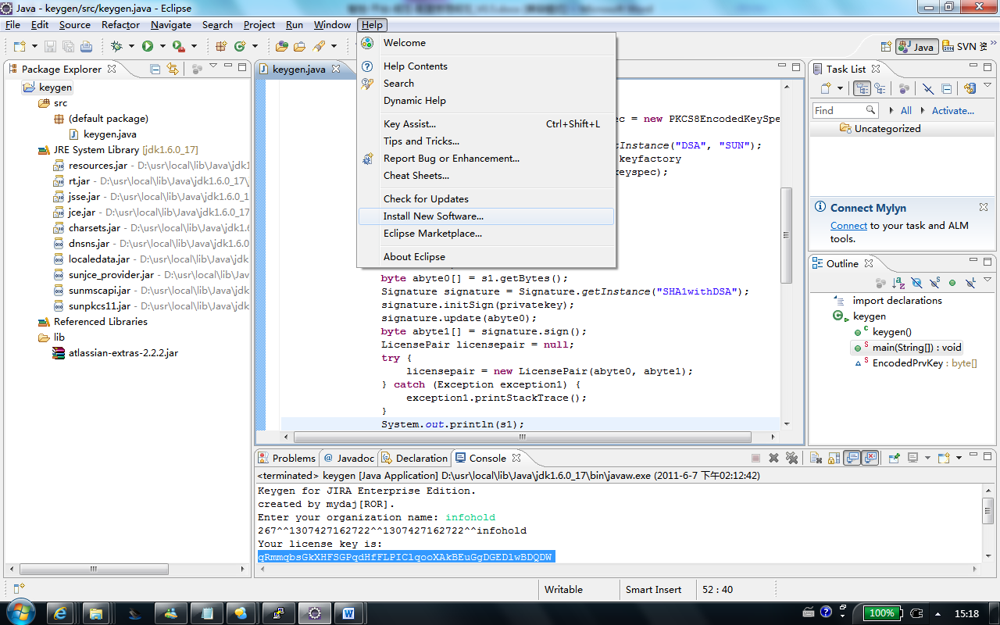 Java - keygen/src/keygen.java - Eclipse
File Edit Source Refactor Navigate Search Project Run Window Help
Java SVN 资 »
Package Explorer
keygen
src
(default package)
keygen.java
JRE System Library [jdk1.6.0_17]
resources.jar - D:\usr\local\lib\Java\jdk1
rt.jar - D:\usr\local\lib\Java\jdk1.6.0_17\
jsse.jar - D:\usr\local\lib\Java\jdk1.6.0_1
jce.jar - D:\usr\local\lib\Java\jdk1.6.0_17
charsets.jar - D:\usr\local\lib\Java\jdk1.6
dnsns.jar - D:\usr\local\lib\Java\jdk1.6.0
localedata.jar - D:\usr\local\lib\Java\jdk
sunjce_provider.jar - D:\usr\local\lib\Jav
sunmscapi.jar - D:\usr\local\lib\Java\jdk
sunpkcs11.jar - D:\usr\local\lib\Java\jdk1
Referenced Libraries
lib
atlassian-extras-2.2.2.jar
keygen.java
Welcome
Help Contents
Search
Dynamic Help
Key Assist... Ctrl+Shift+L
Tips and Tricks...
Report Bug or Enhancement...
Cheat Sheets...
Check for Updates
Install New Software...
Eclipse Marketplace...
About Eclipse
ec = new PKCS8EncodedKeySpe
tInstance("DSA", "SUN");
keyfactory
keyspec);
byte abyte0[] = s1.getBytes();
Signature signature = Signature.getInstance("SHA1withDSA");
signature.initSign(privatekey);
signature.update(abyte0);
byte abyte1[] = signature.sign();
LicensePair licensepair = null;
try {
licensepair = new LicensePair(abyte0, abyte1);
} catch (Exception exception1) {
exception1.printStackTrace();
}
System.out.println(s1);
Task List
Find All Activate...
Uncategorized
Connect Mylyn
Connect to your task and ALM
tools.
Outline
import declarations
keygen
keygen()
main(String[]) : void
EncodedPrvKey : byte[]
Problems Javadoc Declaration Console
<terminated> keygen [Java Application] D:\usr\local\lib\Java\jdk1.6.0_17\bin\javaw.exe (2011-6-7 下午02:12:42)
Keygen for JIRA Enterprise Edition.
created by mydaj[ROR].
Enter your organization name: infohold
267^^1307427162722^^1307427162722^^infohold
Your license key is:
qRmmqbsGkXHFSGPqdHfFLPIClqooXAkBEuGgDGEDlwBDQDW
Writable Smart Insert 52 : 40
100% 15:18